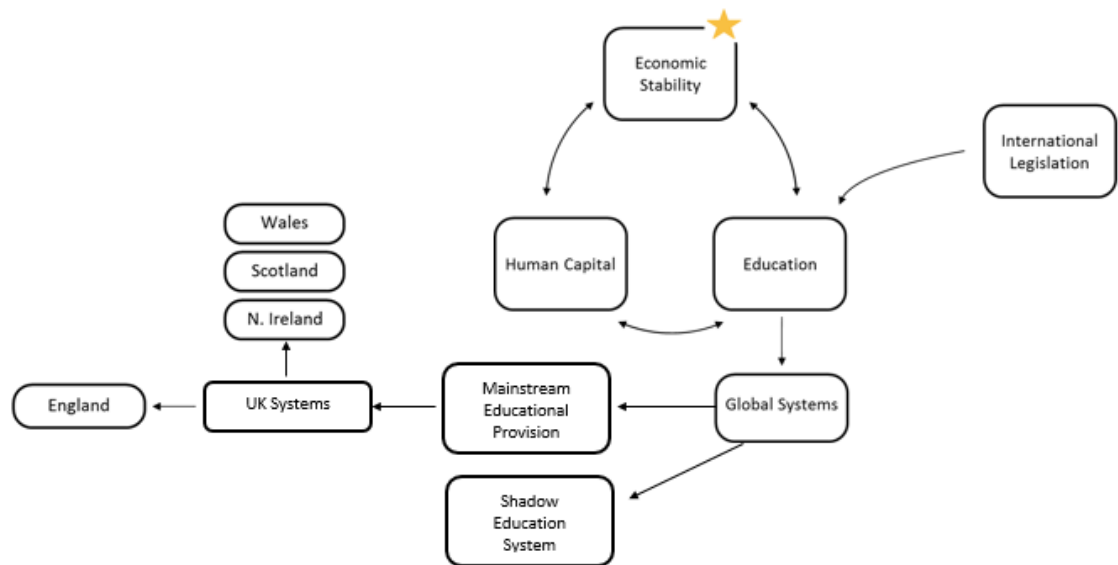 Economic
Stability
International
Legislation
Human Capital
Education
Wales
Scotland
N. Ireland
England
UK Systems
Mainstream
Educational
Provision
Global Systems
Shadow
Education
System